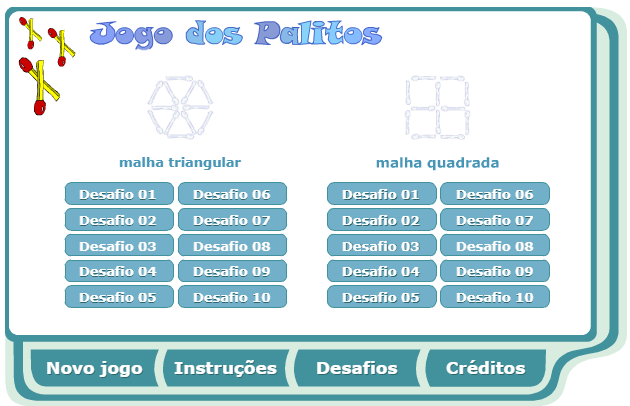 Jogo dos Palitos
malha triangular
malha quadrada
Desafio 01 Desafio 06 Desafio 01 Desafio 06
Desafio 02 Desafio 07 Desafio 02 Desafio 07
Desafio 03 Desafio 08 Desafio 03 Desafio 08
Desafio 04 Desafio 09 Desafio 04 Desafio 09
Desafio 05 Desafio 10 Desafio 05 Desafio 10
Novo jogo Instruções Desafios Créditos